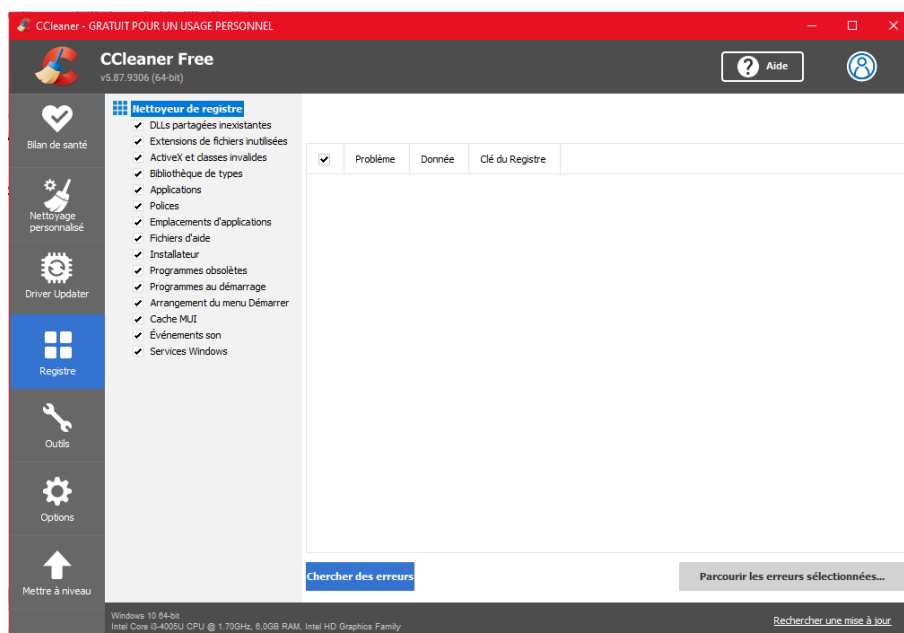 CCleaner - GRATUIT POUR UN USAGE PERSONNEL
CCleaner Free
v5.87.9306 (64-bit)
Aide
Bilan de santé
Nettoyage
personnalisé
Driver Updater
Registre
Outils
Options
Mettre à niveau
Nettoyeur de registre
DLLs partagées inexistantes
Extensions de fichiers inutilisées
ActiveX et classes invalides
Bibliothèque de types
Applications
Polices
Emplacements d'applications
Fichiers d'aide
Installateur
Programmes obsolètes
Programmes au démarrage
Arrangement du menu Démarrer
Cache MUI
Événements son
Services Windows
Problème Donnée Clé du Registre
Chercher des erreurs
Parcourir les erreurs sélectionnées...
Windows 10 64-bit
Intel Core i3-4005U CPU @ 1.70GHz, 6,0GB RAM, Intel HD Graphics Family
Rechercher une mise à jour